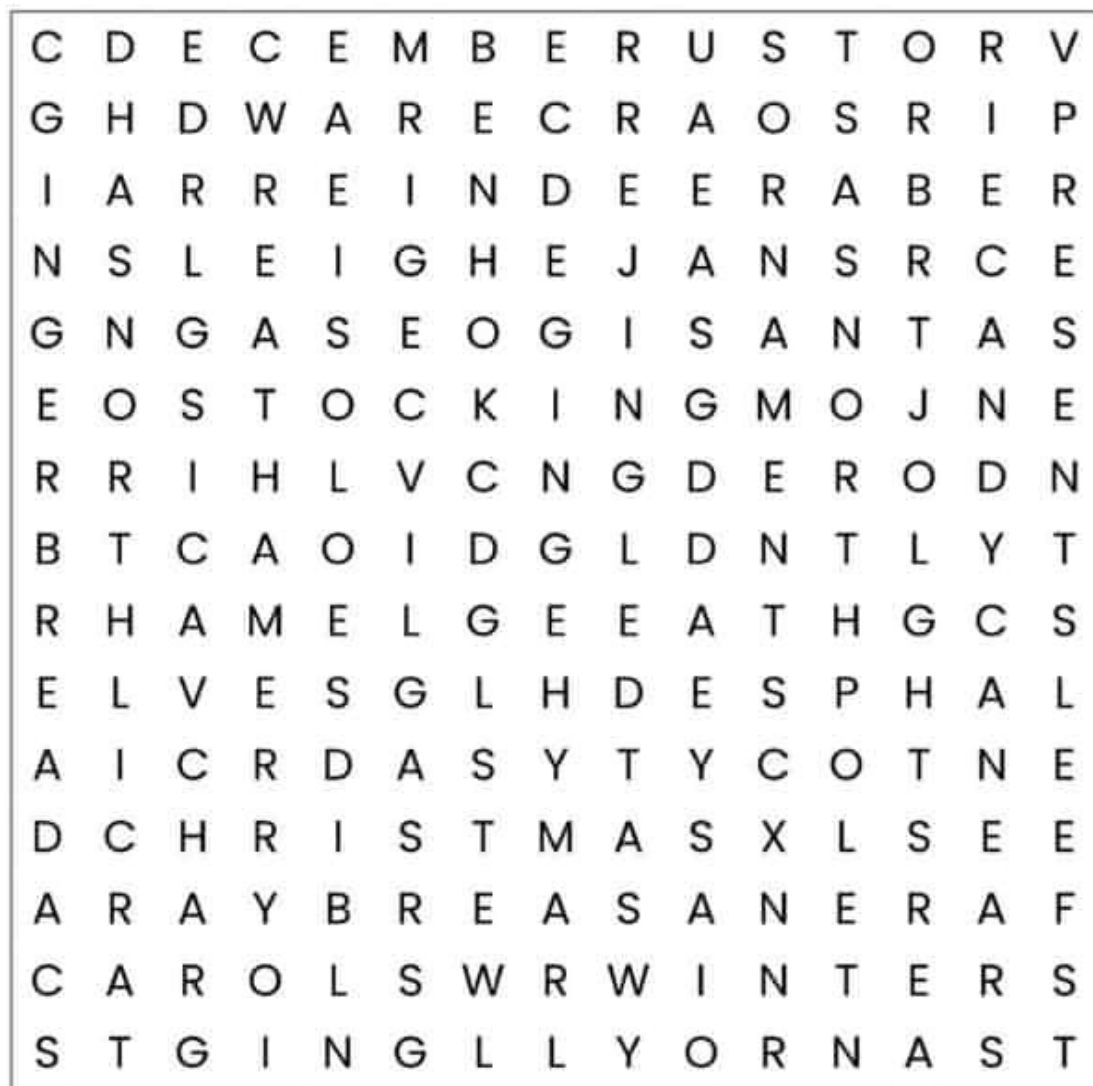 C D E C E M B E R U S T O R V
G H D W A R E C R A O S R I P
I A R R E I N D E E R A B E R
N S L E I G H E J A N S R C E
G N G A S E O G I S A N T A S
E O S T O C K I N G M O J N E
R R I H L V C N G D E R O D N
B T C A O I D G L D N T L Y T
R H A M E L G E E A T H G C S
E L V E S G L H D E S P H A L
A I C R D A S Y T Y C O T N E
D C H R I S T M A S X L S E E
A R A Y B R E A S A N E R A F
C A R O L S W R W I N T E R S
S T G I N G L L Y O R N A S T